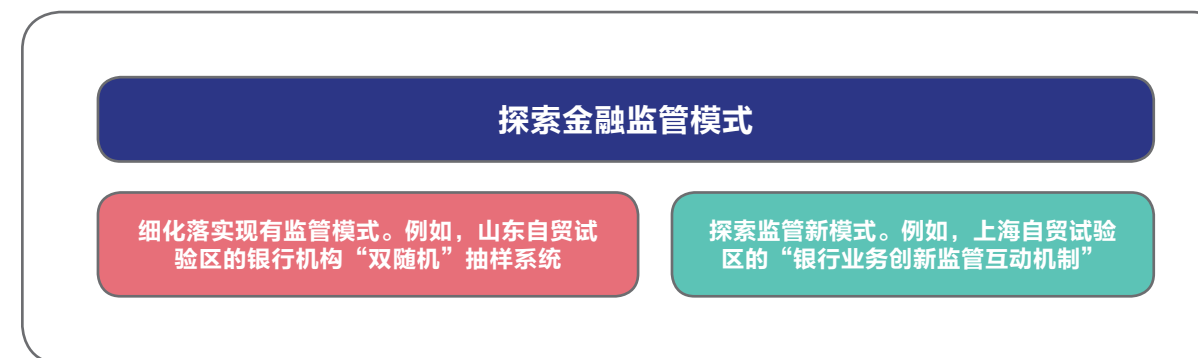 探索金融监管模式
细化落实现有监管模式。例如，山东自贸试
验区的银行机构“双随机”抽样系统
探索监管新模式。例如，上海自贸试验
区的“银行业务创新监管互动机制”